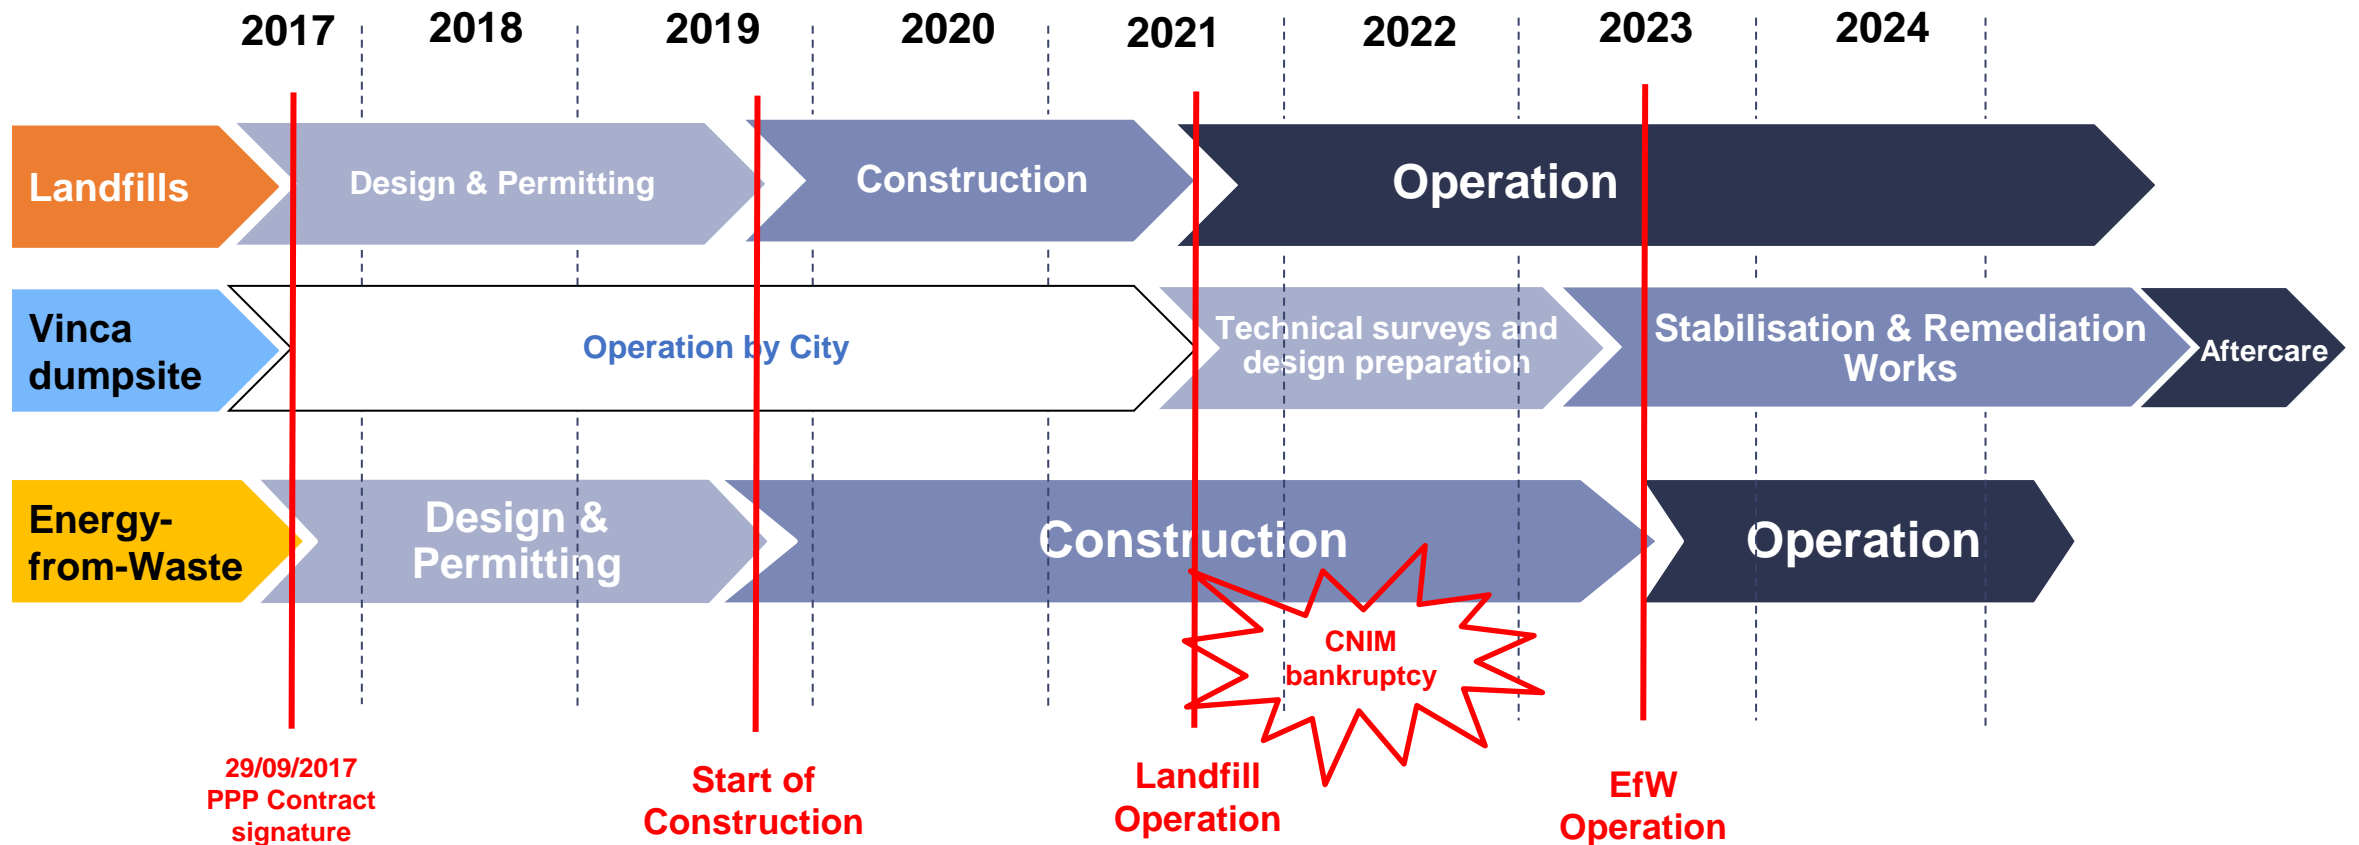 2017 2018 2019 2020 2021 2022 2023 2024
Landfills
Design & Permitting
Construction
Operation
Vinca
dumpsite
Operation by City
Technical surveys and
design preparation
Stabilisation & Remediation
Works
Aftercare
Energy-
from-Waste
Design &
Permitting
Construction
Operation
CNIM
bankruptcy
29/09/2017
PPP Contract
signature
Start of
Construction
Landfill
Operation
EfW
Operation